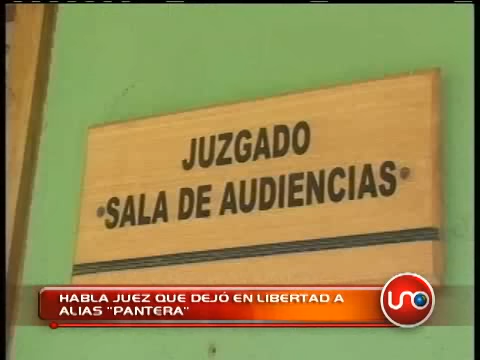 JUZGADO
SALA DE AUDIENCIAS
HABLA JUEZ QUE DEJÓ EN LIBERTAD A
ALIAS "PANTERA"
UNO